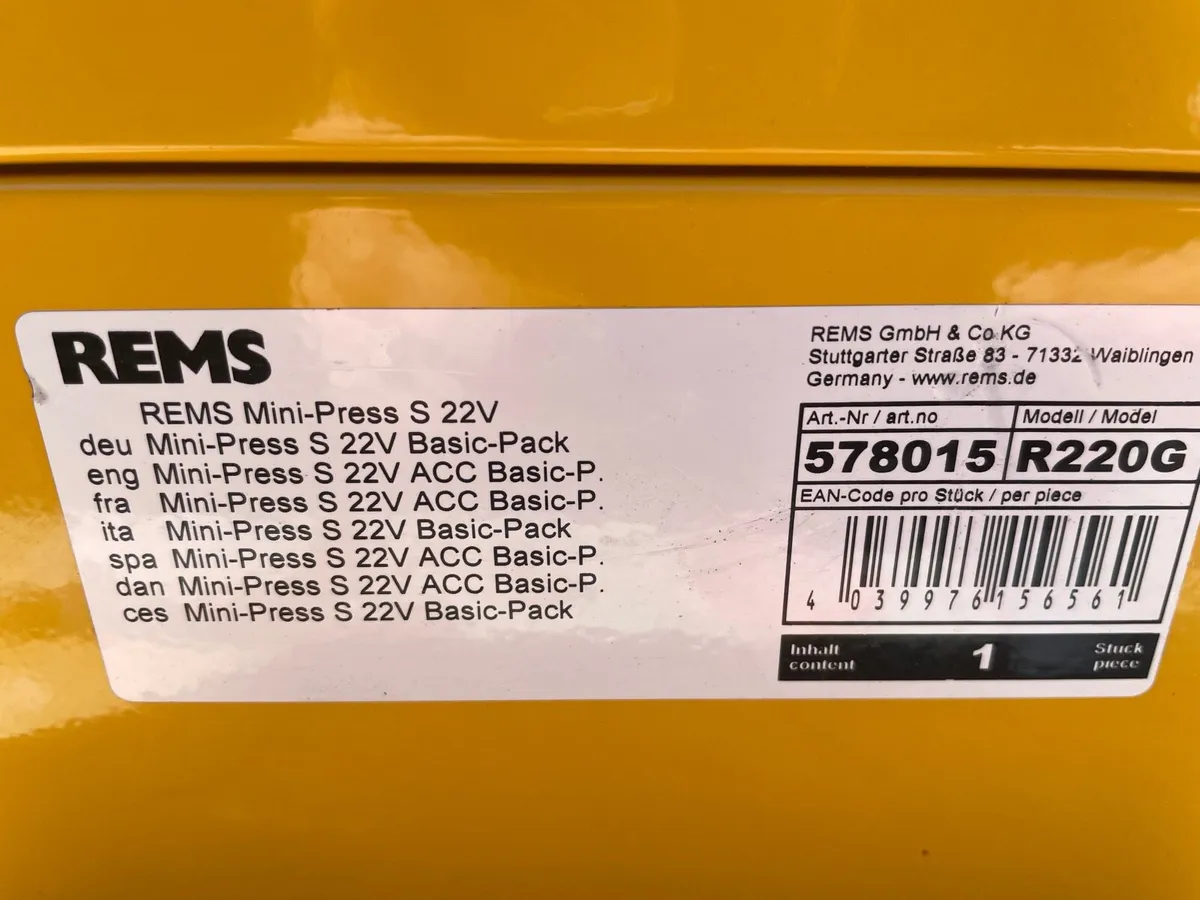 REMS
REMS Mini-Press S 22V
deu Mini-Press S 22V Basic-Pack
eng Mini-Press S 22V ACC Basic-P.
fra Mini-Press S 22V ACC Basic-P.
ita Mini-Press S 22V Basic-Pack
spa Mini-Press S 22V ACC Basic-P.
dan Mini-Press S 22V ACC Basic-P.
ces Mini-Press S 22V Basic-Pack
REMS GmbH & Co KG
Stuttgarter Straße 83 - 71332 Waiblingen
Germany - www.rems.de
Art.-Nr / art.no Modell / Model
578015 R220G
EAN-Code pro Stück / per piece
4 039976 156561
Inhalt 1 Stuck
content piece